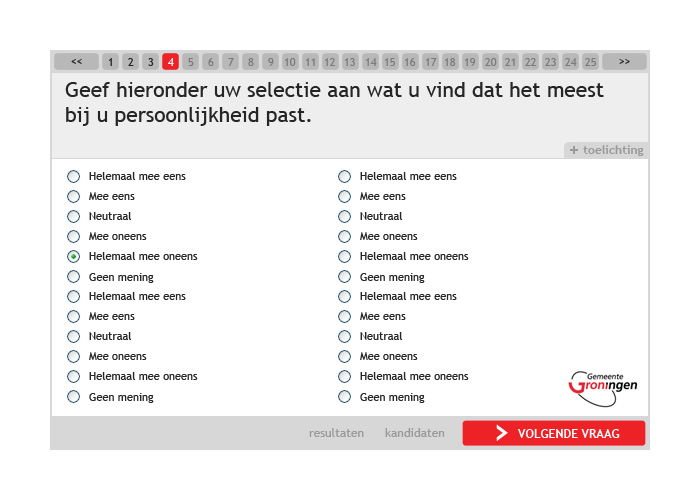 << 1 2 3 4 5 6 7 8 9 10 11 12 13 14 15 16 17 18 19 20 21 22 23 24 25 >>
Geef hieronder uw selectie aan wat u vind dat het meest
bij u persoonlijkheid past.
+ toelichting
Helemaal mee eens
Mee eens
Neutraal
Mee oneens
Helemaal mee oneens
Geen mening
Helemaal mee eens
Mee eens
Neutraal
Mee oneens
Helemaal mee oneens
Geen mening
Helemaal mee eens
Mee eens
Neutraal
Mee oneens
Helemaal mee oneens
Geen mening
Helemaal mee eens
Mee eens
Neutraal
Mee oneens
Helemaal mee oneens
Geen mening
Gemeente
Groningen
resultaten kandidaten VOLGENDE VRAAG